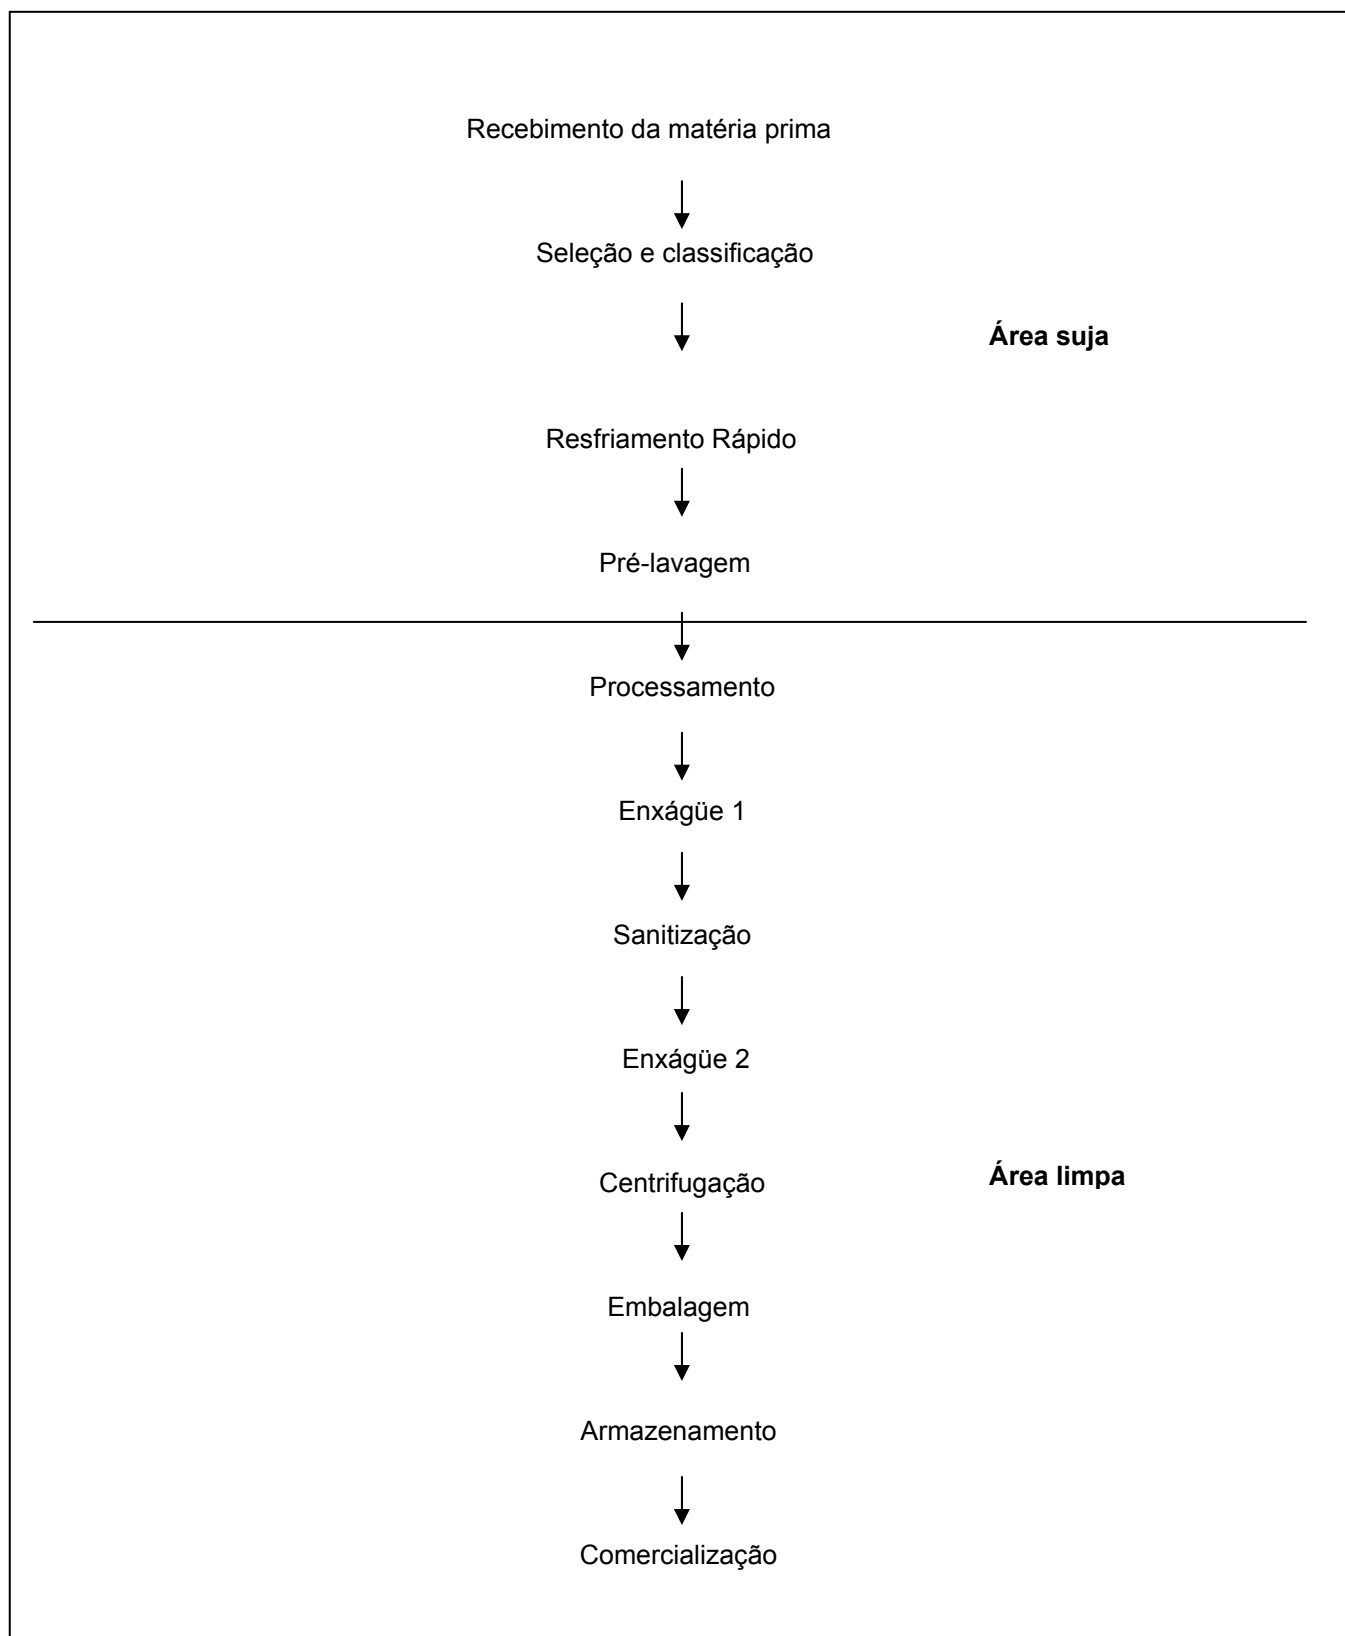 Recebimento da matéria prima
Seleção e classificação
Área suja
Resfriamento Rápido
Pré-lavagem
Processamento
Enxágüe 1
Sanitização
Enxágüe 2
Centrifugação
Área limpa
Embalagem
Armazenamento
Comercialização